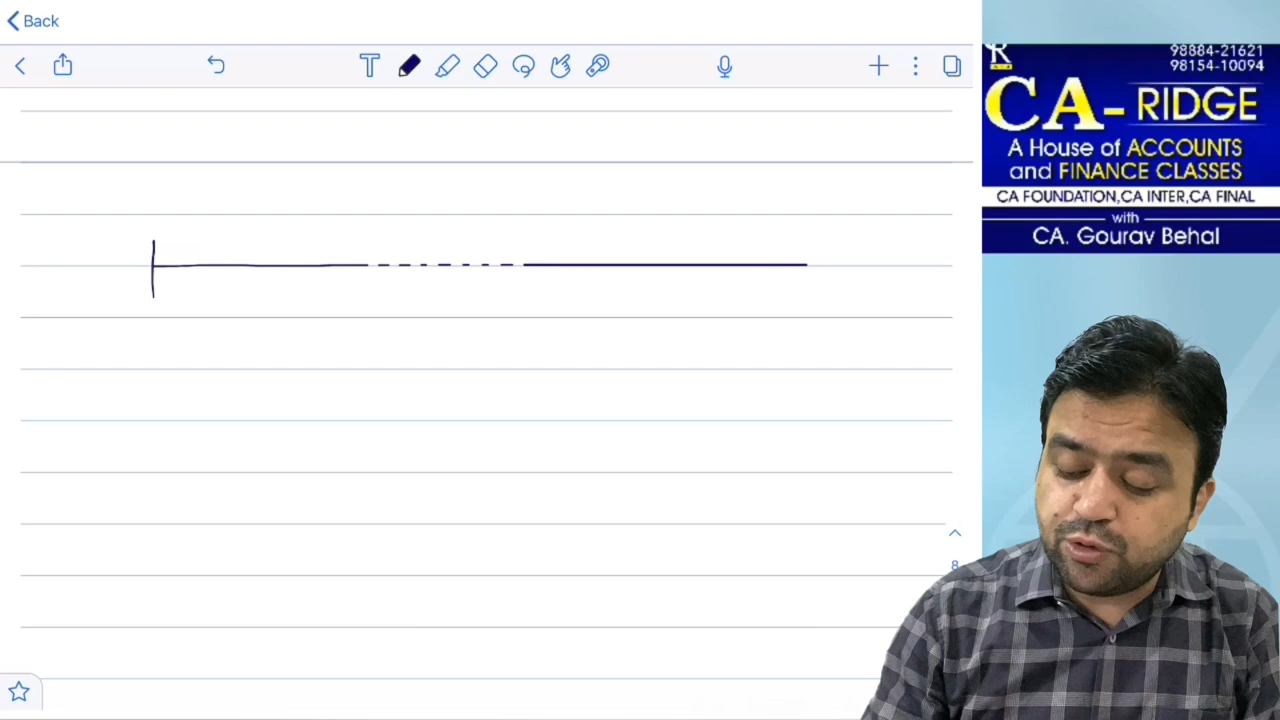 Back
98884-21621
98154-10094
CA- RIDGE
A House of ACCOUNTS
and FINANCE CLASSES
CA FOUNDATION,CA INTER,CA FINAL
with
CA. Gourav Behal
8